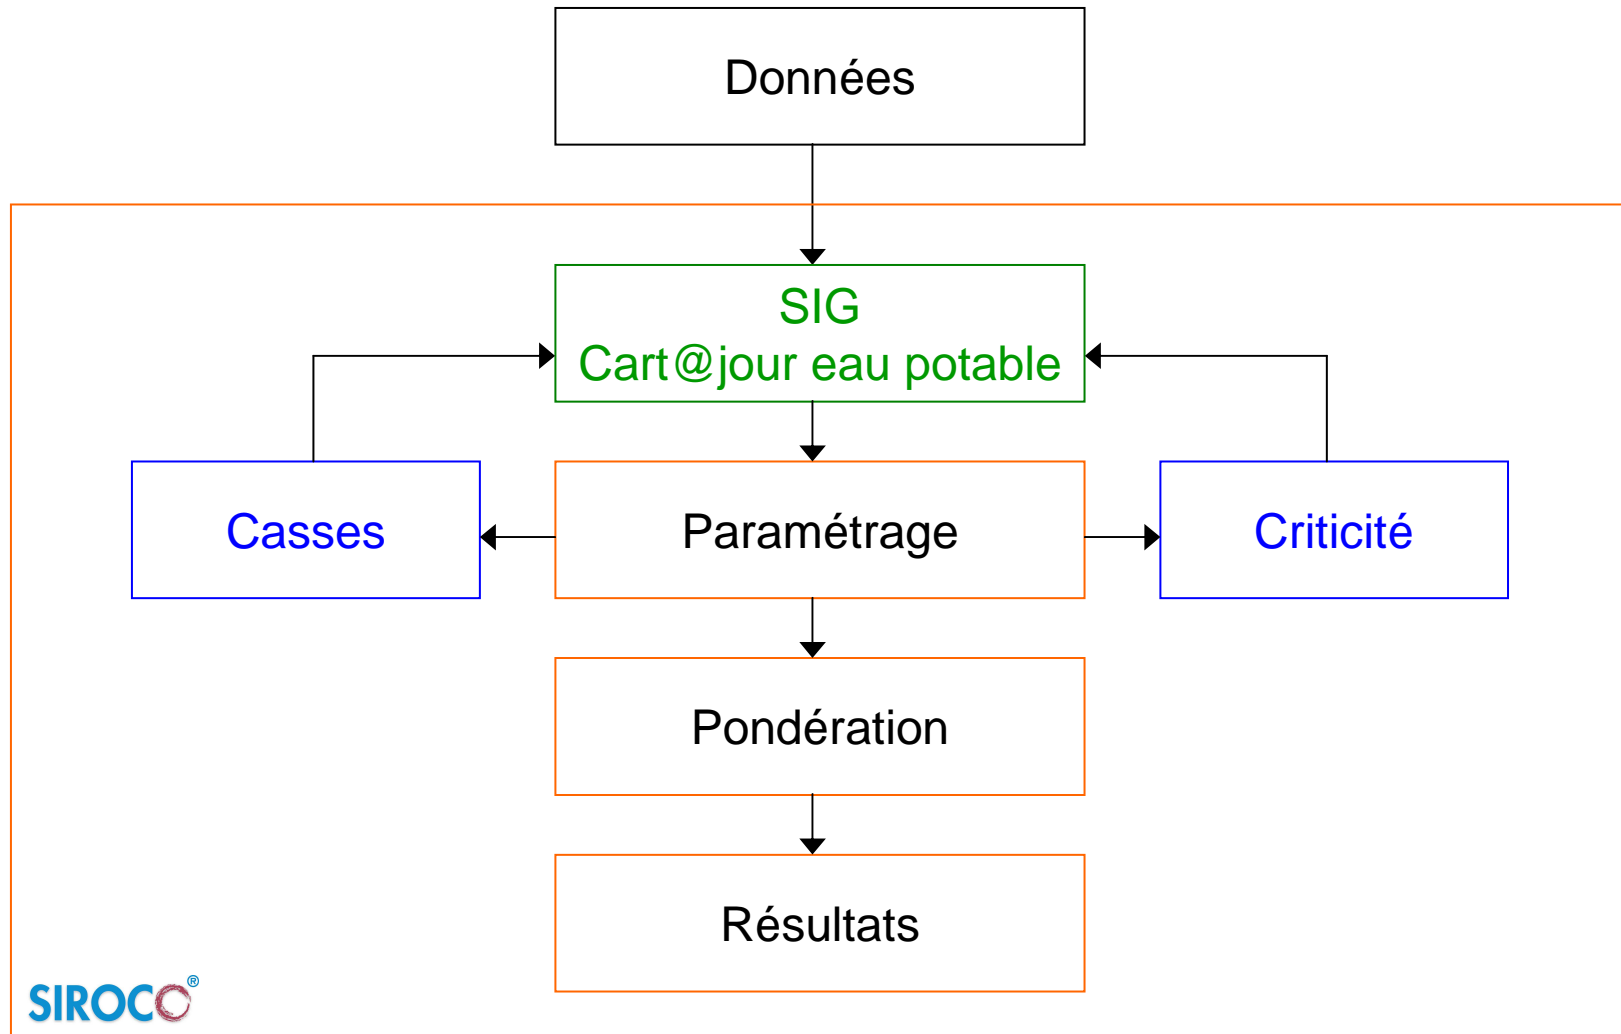 Données
SIG
Cart@jour eau potable
Casses
Paramétrage
Criticité
Pondération
Résultats
SIROCO®